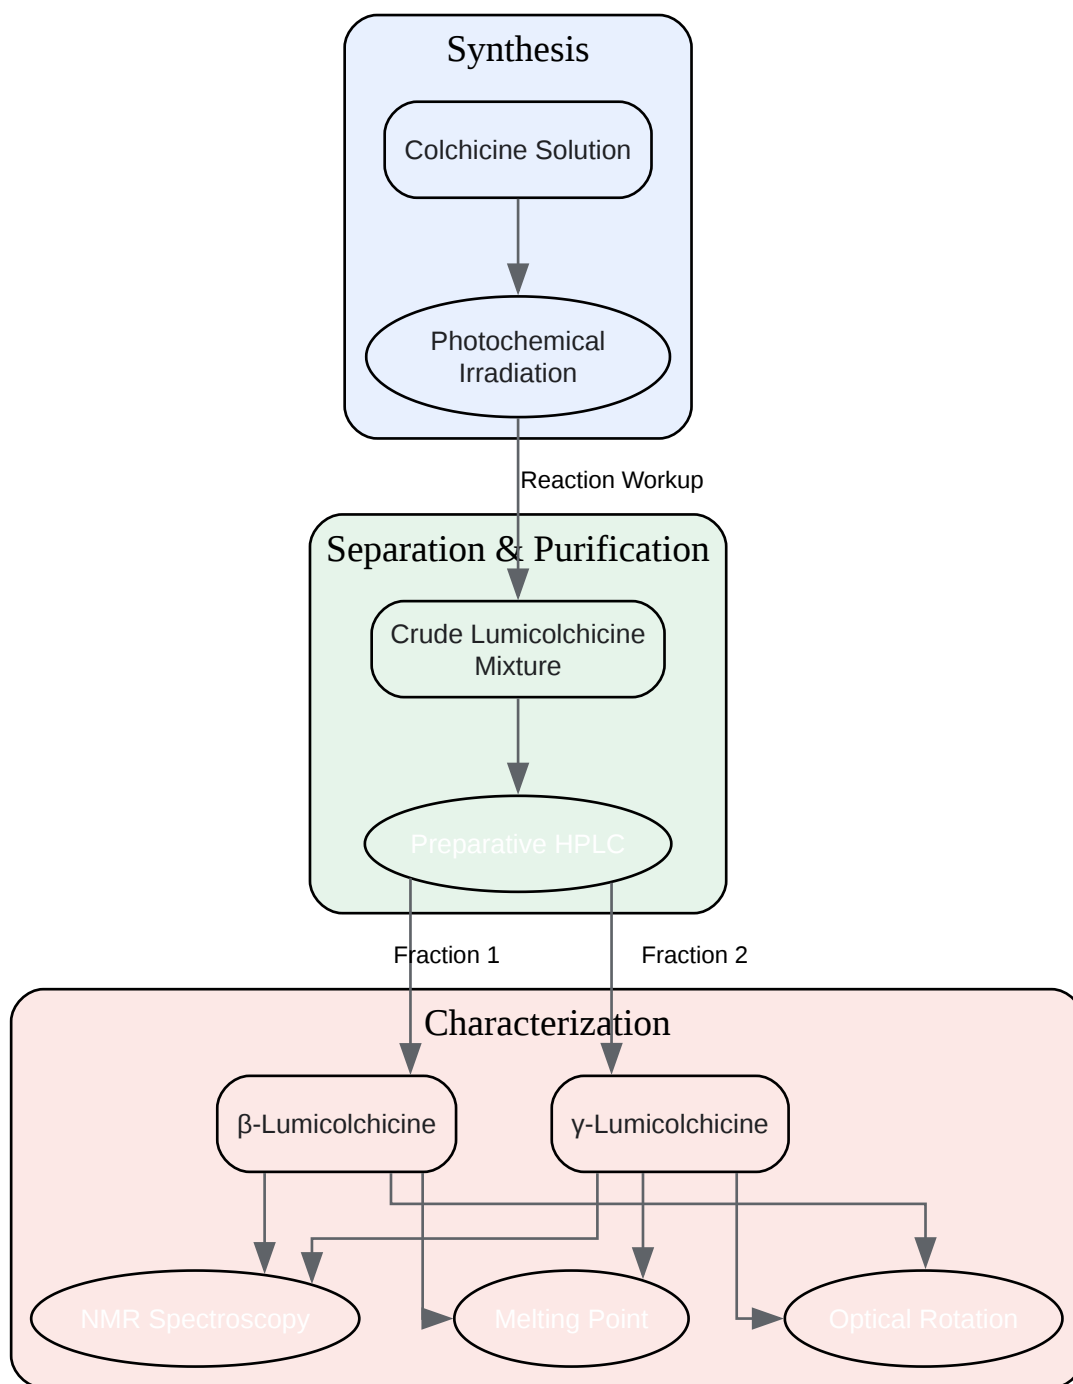 Synthesis
Colchicine Solution
Photochemical
Irradiation
Reaction Workup
Separation & Purification
Crude Lumicolchicine
Mixture
Preparative HPLC
Fraction 1
Fraction 2
Characterization
β-Lumicolchicine
γ-Lumicolchicine
NMR Spectroscopy
Melting Point
Optical Rotation